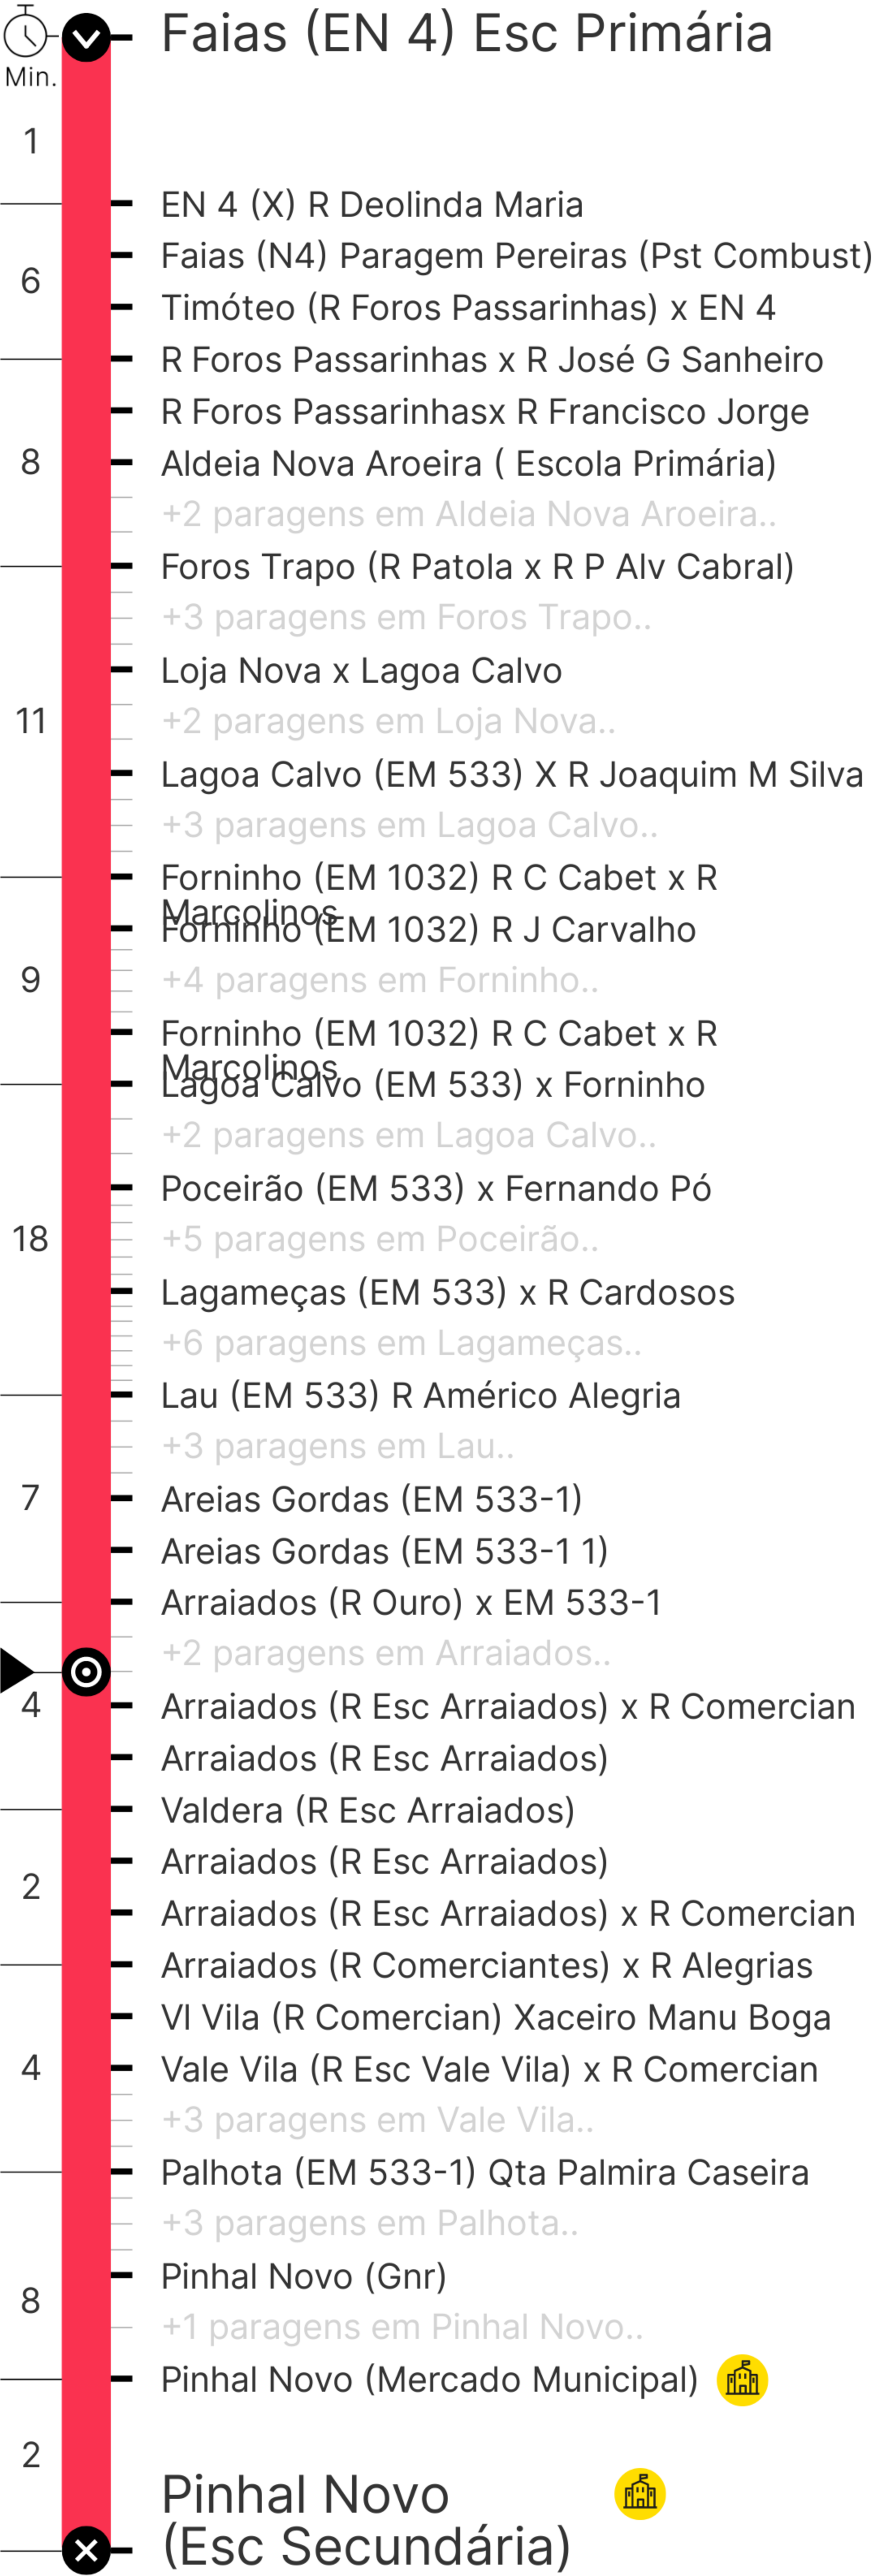 Faias (EN 4) Esc Primária
Min.
1
EN 4 (X) R Deolinda Maria
Faias (N4) Paragem Pereiras (Pst Combust)
6
Timóteo (R Foros Passarinhas) x EN 4
R Foros Passarinhas x R José G Sanheiro
R Foros Passarinhasx R Francisco Jorge
8
Aldeia Nova Aroeira ( Escola Primária)
+2 paragens em Aldeia Nova Aroeira..
Foros Trapo (R Patola x R P Alv Cabral)
+3 paragens em Foros Trapo..
Loja Nova x Lagoa Calvo
11
+2 paragens em Loja Nova..
Lagoa Calvo (EM 533) X R Joaquim M Silva
+3 paragens em Lagoa Calvo..
Forninho (EM 1032) R C Cabet x R
Marcolinos
Forninho (EM 1032) R J Carvalho
9
+4 paragens em Forninho..
Forninho (EM 1032) R C Cabet x R
Marcolinos
Lagoa Calvo (EM 533) x Forninho
+2 paragens em Lagoa Calvo..
Poceirão (EM 533) x Fernando Pó
18
+5 paragens em Poceirão..
Lagameças (EM 533) x R Cardosos
+6 paragens em Lagameças..
Lau (EM 533) R Américo Alegria
+3 paragens em Lau..
7
Areias Gordas (EM 533-1)
Areias Gordas (EM 533-1 1)
Arraiados (R Ouro) x EM 533-1
+2 paragens em Arraiados..
4
Arraiados (R Esc Arraiados) x R Comercian
Arraiados (R Esc Arraiados)
Valdera (R Esc Arraiados)
Arraiados (R Esc Arraiados)
2
Arraiados (R Esc Arraiados) x R Comercian
Arraiados (R Comerciantes) x R Alegrias
Vl Vila (R Comercian) Xaceiro Manu Boga
4
Vale Vila (R Esc Vale Vila) x R Comercian
+3 paragens em Vale Vila..
Palhota (EM 533-1) Qta Palmira Caseira
+3 paragens em Palhota..
Pinhal Novo (Gnr)
8
+1 paragens em Pinhal Novo..
Pinhal Novo (Mercado Municipal)
2
Pinhal Novo
(Esc Secundária)